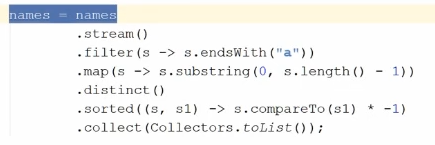 names = names
.stream()
.filter(s -> s.endsWith("a"))
.map(s -> s.substring(0, s.length() - 1))
.distinct()
.sorted((s, s1) -> s.compareTo(s1) * -1)
.collect(Collectors.toList());